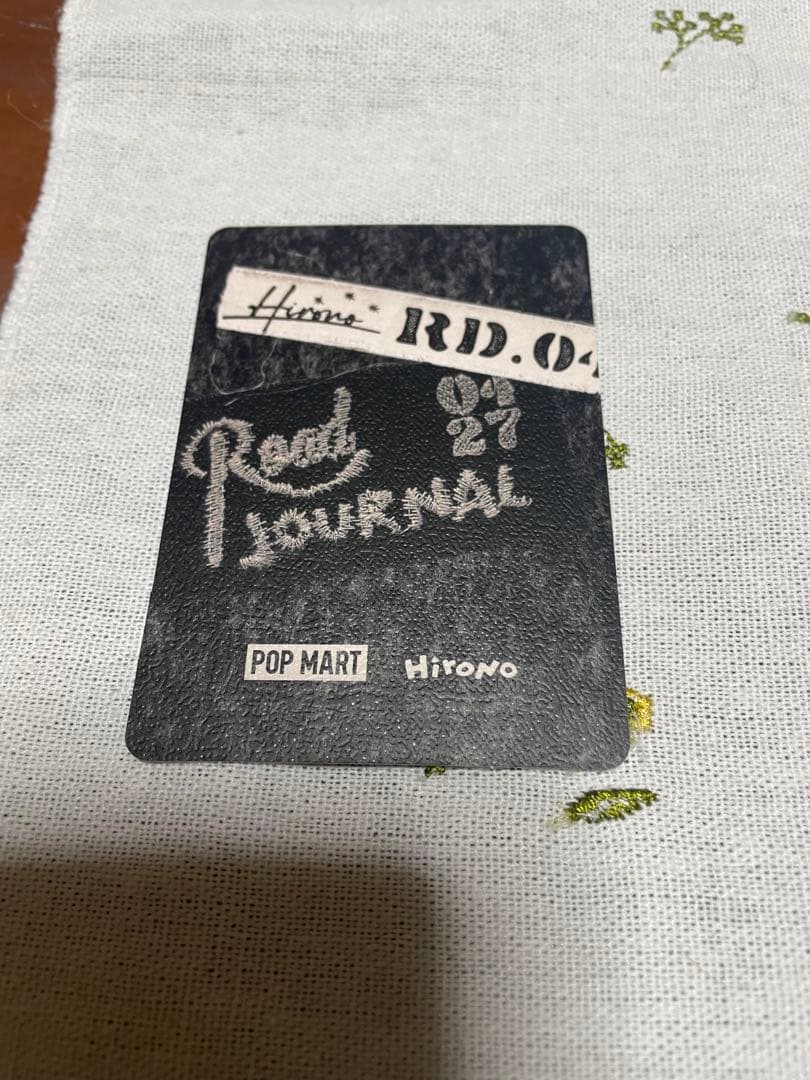 Hirono
RD.04
04
27
Road
JOURNAL
POP MART
HiroNo